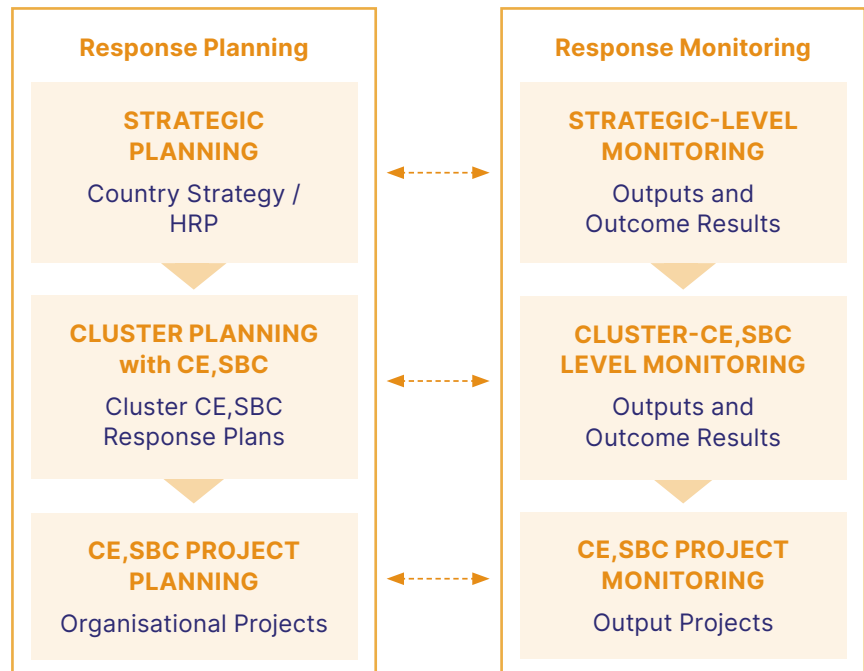 Response Planning
STRATEGIC
PLANNING
Country Strategy /
HRP
CLUSTER PLANNING
with CE,SBC
Cluster CE,SBC
Response Plans
CE,SBC PROJECT
PLANNING
Organisational Projects
Response Monitoring
STRATEGIC-LEVEL
MONITORING
Outputs and
Outcome Results
CLUSTER-CE,SBC
LEVEL MONITORING
Outputs and
Outcome Results
CE,SBC PROJECT
MONITORING
Output Projects